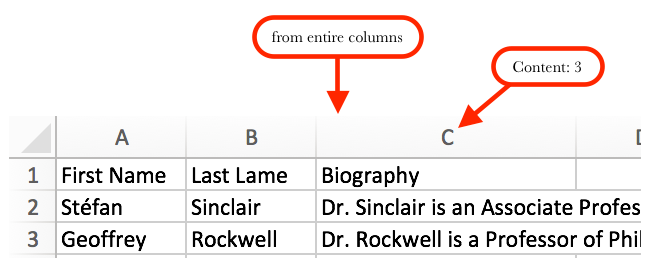 from entire columns
Content: 3
A B C
1 First Name Last Lame Biography
2 Stéfan Sinclair Dr. Sinclair is an Associate Profes
3 Geoffrey Rockwell Dr. Rockwell is a Professor of Phil